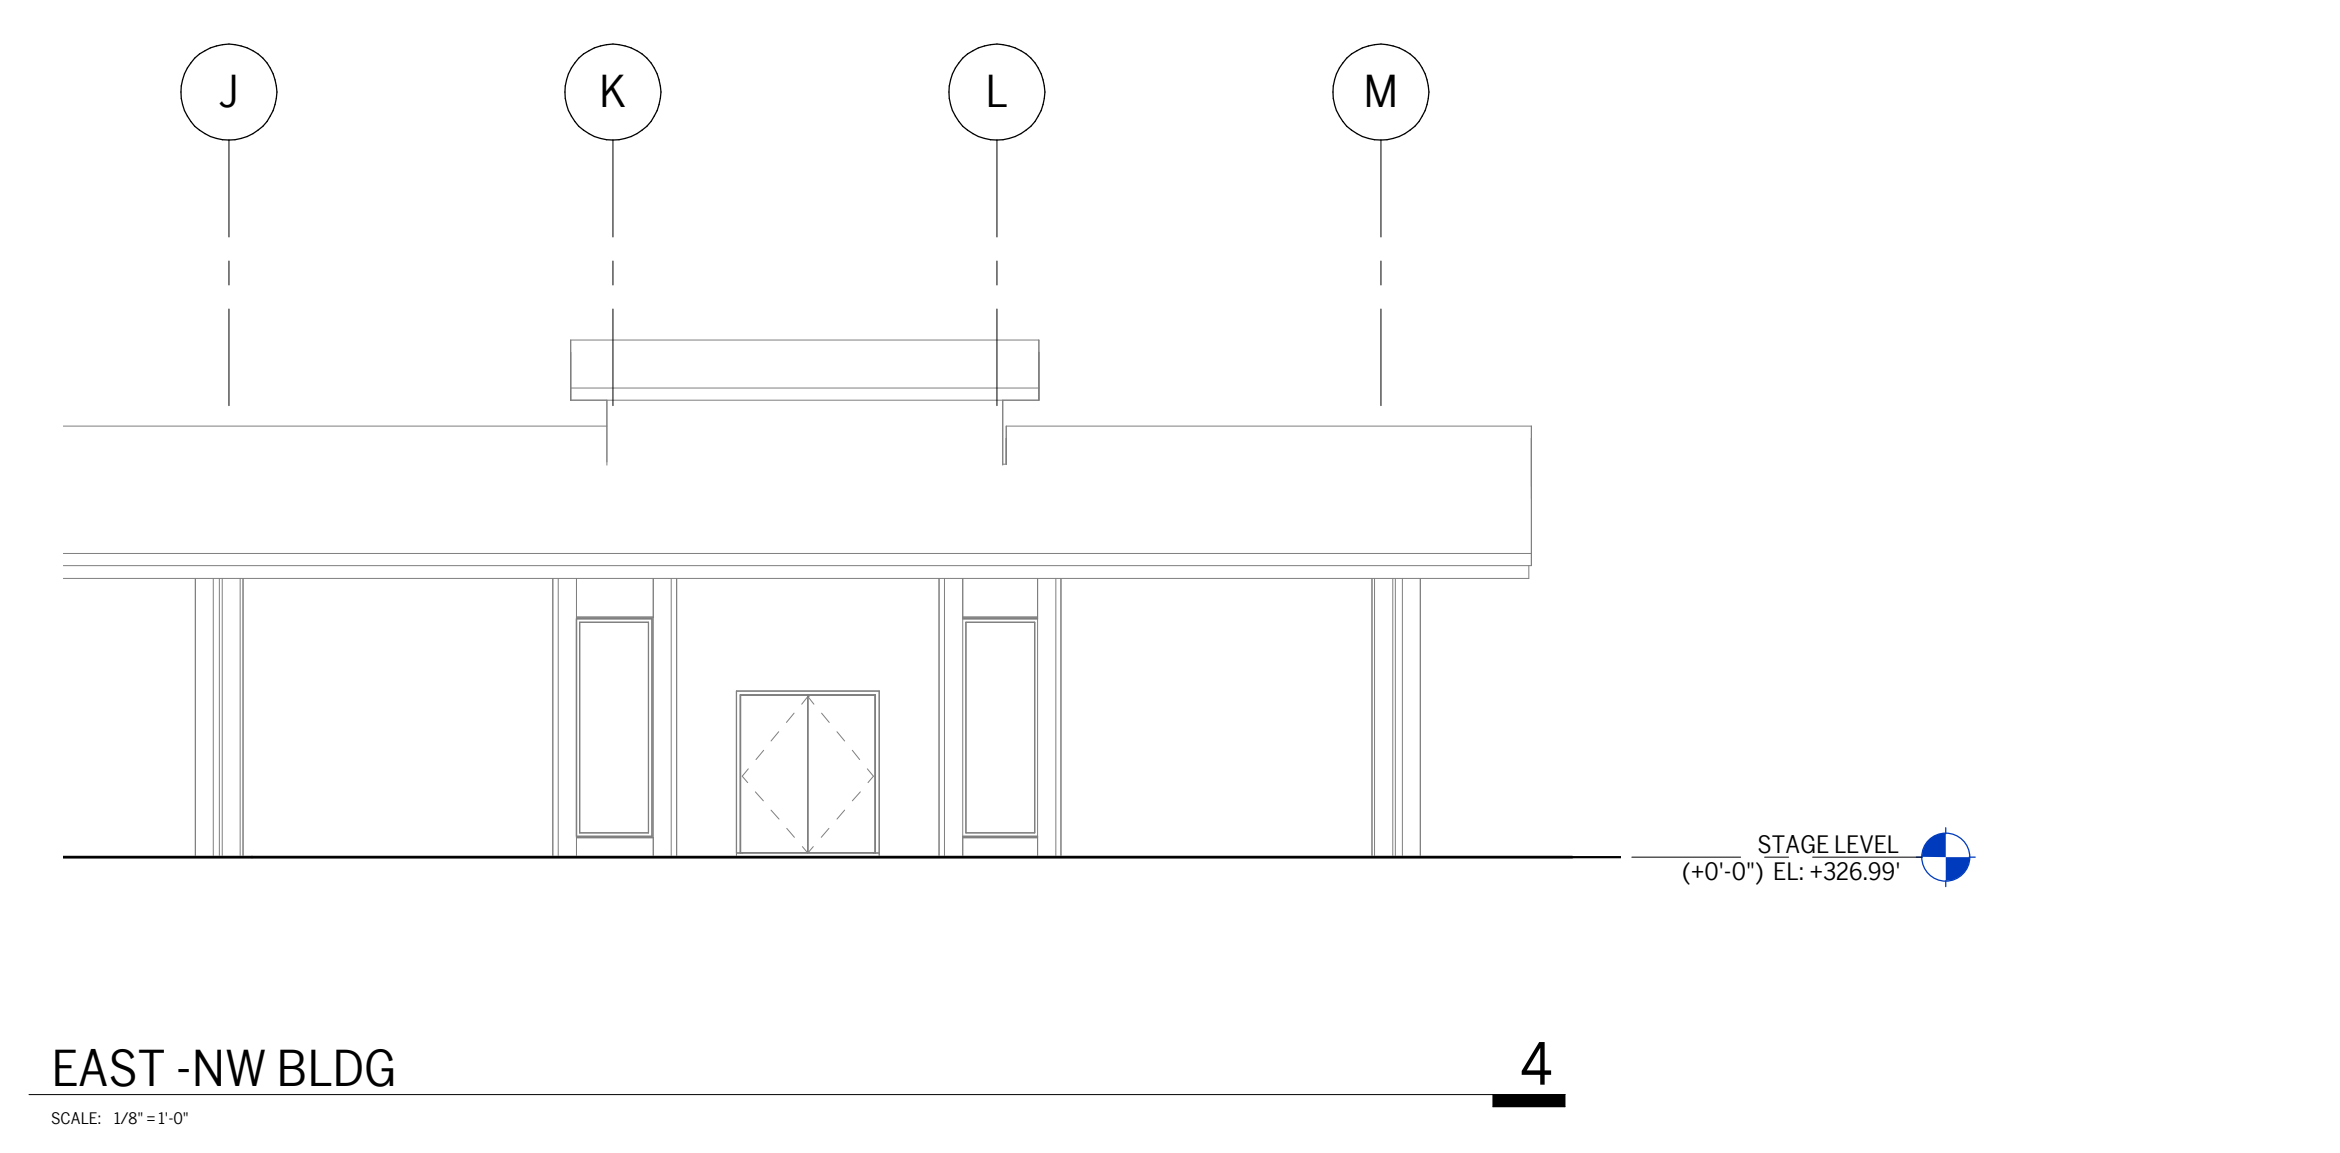 J K L M
STAGE LEVEL
(+0'-0") EL: +326.99'
EAST -NW BLDG
4
SCALE: 1/8" = 1'-0"